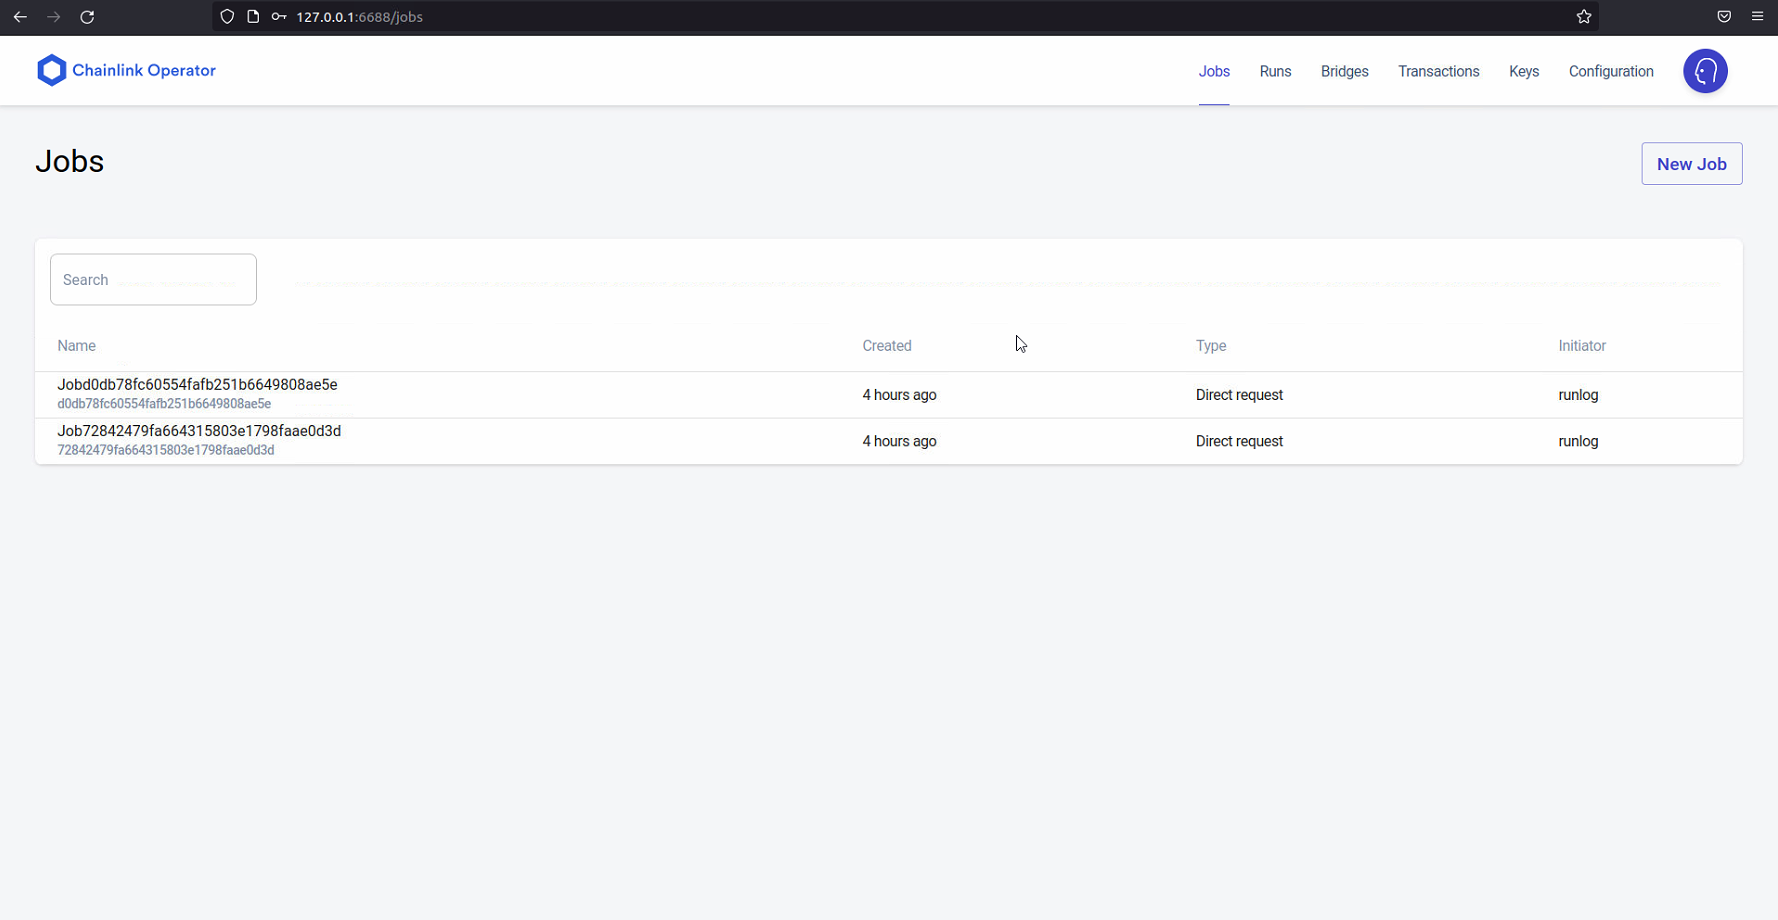 127.0.0.1:6688/jobs
Chainlink Operator
Jobs Runs Bridges Transactions Keys Configuration
Jobs
New Job
Search
Name Created Type Initiator
Jobd0db78fc60554fafb251b6649808ae5e
d0db78fc60554fafb251b6649808ae5e
4 hours ago Direct request runlog
Job72842479fa664315803e1798faae0d3d
72842479fa664315803e1798faae0d3d
4 hours ago Direct request runlog